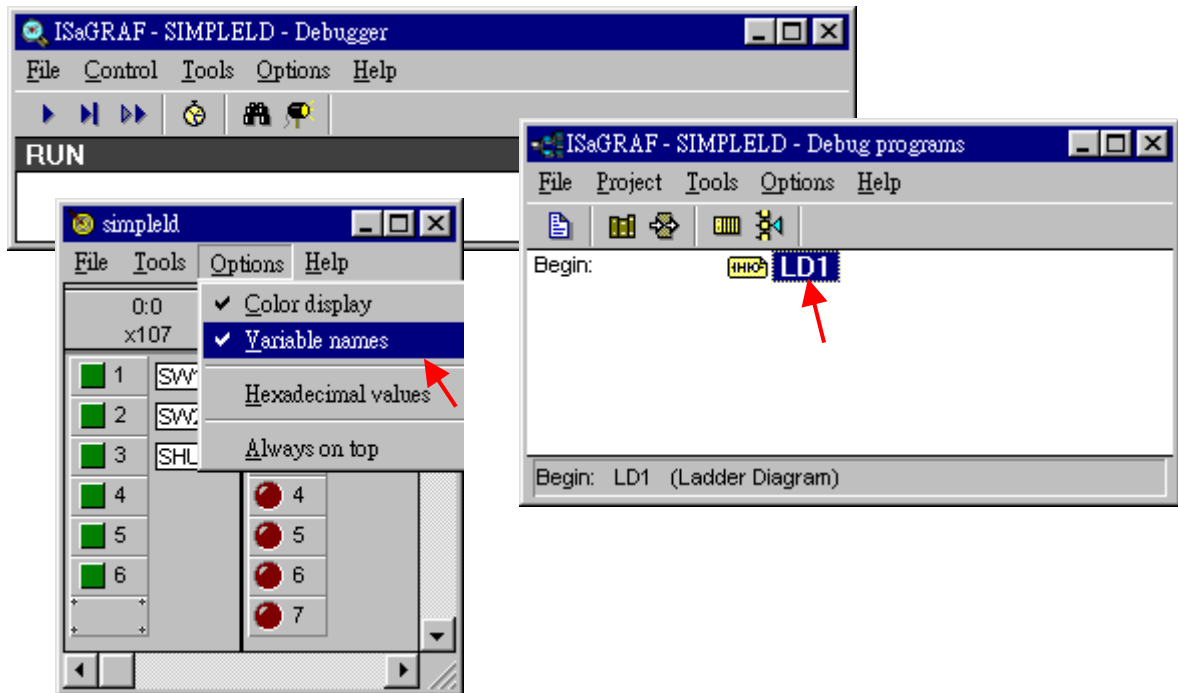 ISaGRAF - SIMPLELD - Debugger
File Control Tools Options Help
RUN
simpleld
File Tools Options Help
0:0
x107
Color display
Variable names
Hexadecimal values
Always on top
1
2
3
4
5
6
4
5
6
7
ISaGRAF - SIMPLELD - Debug programs
File Project Tools Options Help
Begin: LD1
Begin: LD1 (Ladder Diagram)